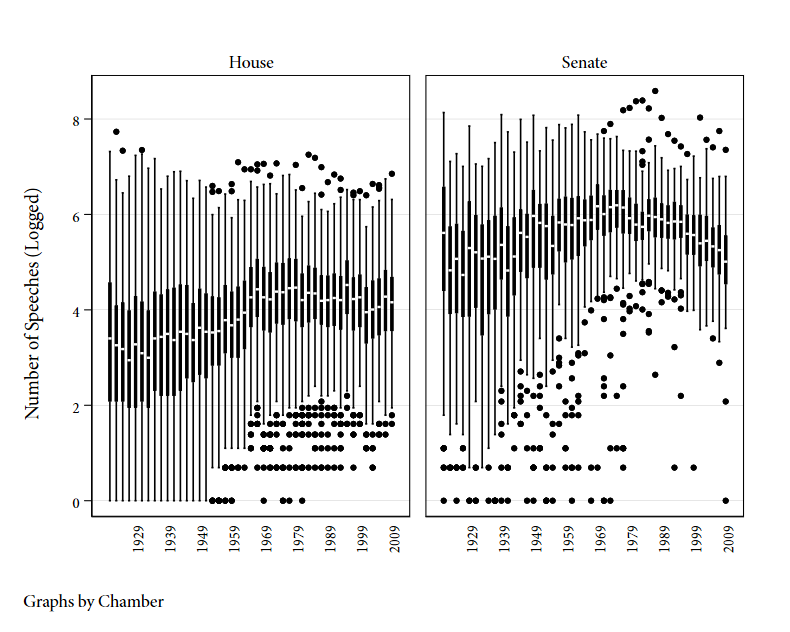 House Senate
Number of Speeches (Logged)
8
6
4
2
0
1929 1939 1949 1959 1969 1979 1989 1999 2009 1929 1939 1949 1959 1969 1979 1989 1999 2009
Graphs by Chamber